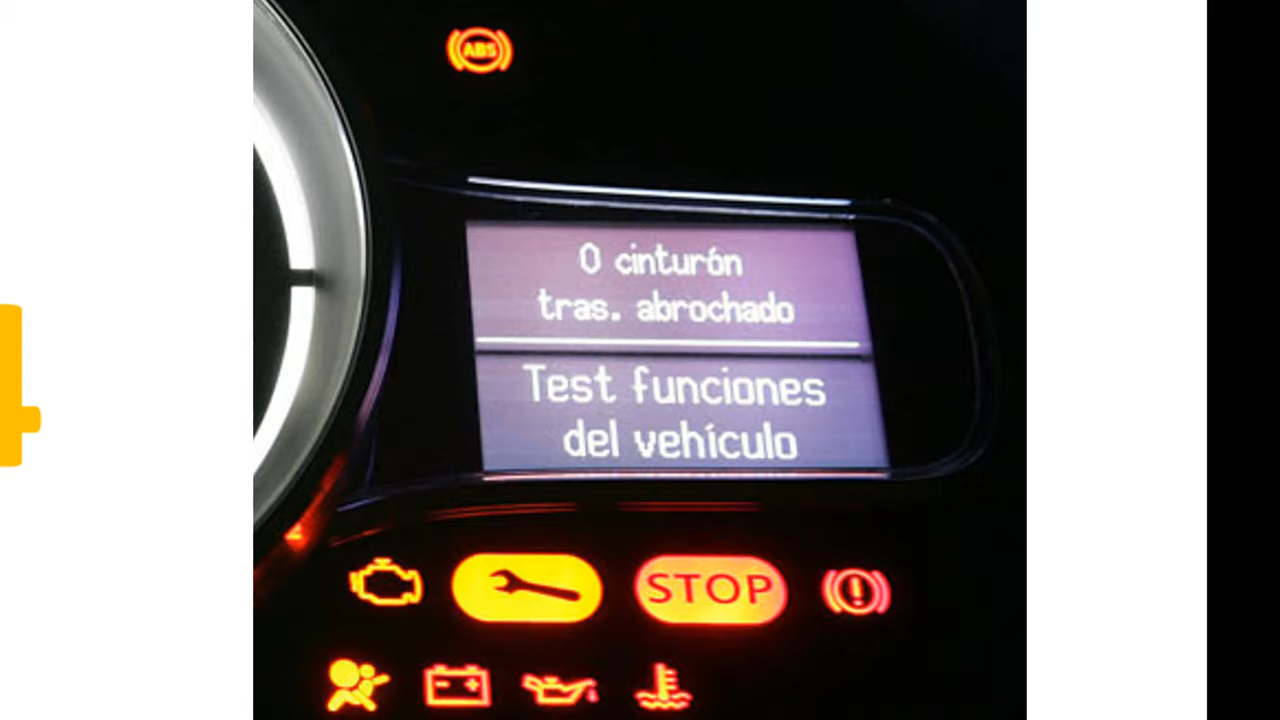 ABS
0 cinturón
tras. abrochado
Test funciones
del vehículo
STOP